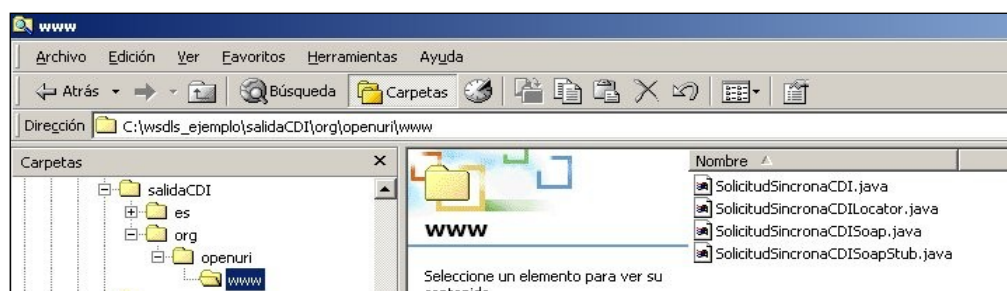 www
Archivo Edición Ver Favoritos Herramientas Ayuda
Atrás Búsqueda Carpetas
Dirección C:\wsdls_ejemplo\salidaCDI\org\openuri\www
Carpetas
salidaCDI
es
org
openuri
www
www
Seleccione un elemento para ver su
Nombre
SolicitudSincronaCDI.java
SolicitudSincronaCDILocator.java
SolicitudSincronaCDISoap.java
SolicitudSincronaCDISoapStub.java